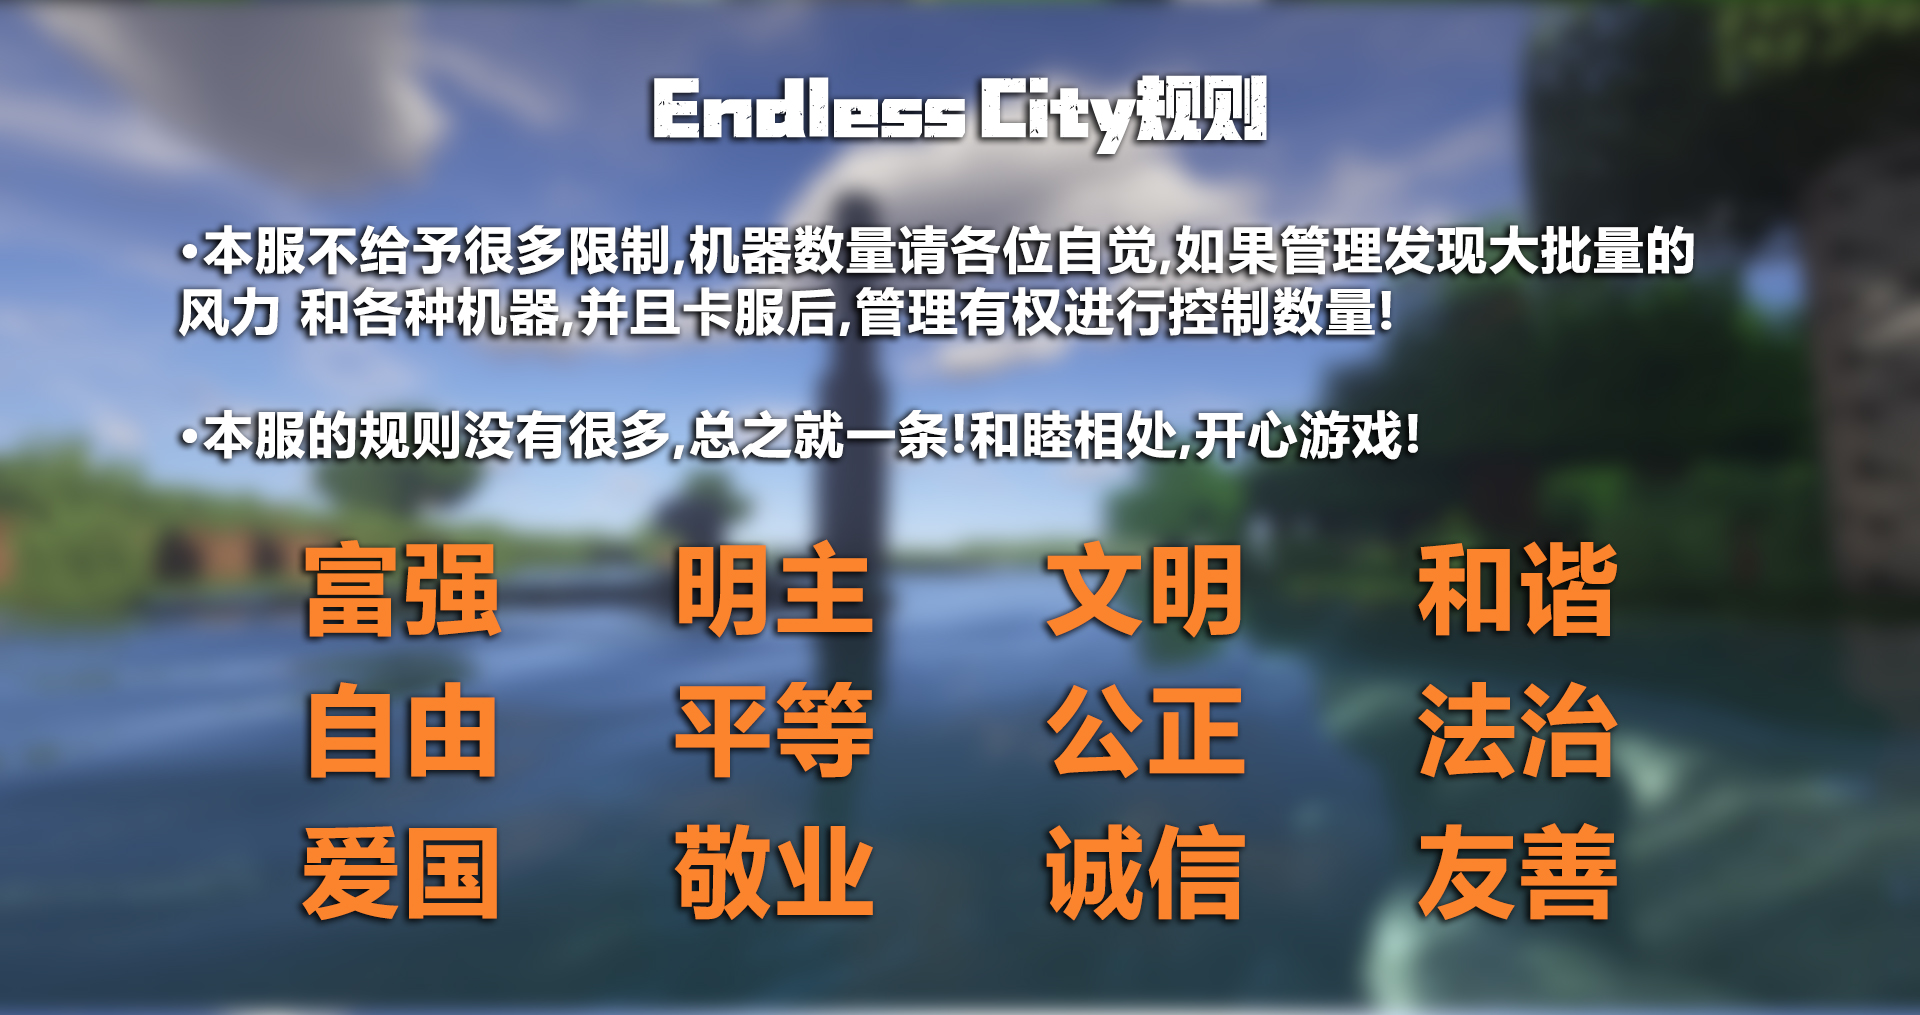 Endless City规则
•本服不给予很多限制,机器数量请各位自觉,如果管理发现大批量的
风力 和各种机器,并且卡服后,管理有权进行控制数量!
•本服的规则没有很多,总之就一条!和睦相处,开心游戏!
富强 明主 文明 和谐
自由 平等 公正 法治
爱国 敬业 诚信 友善